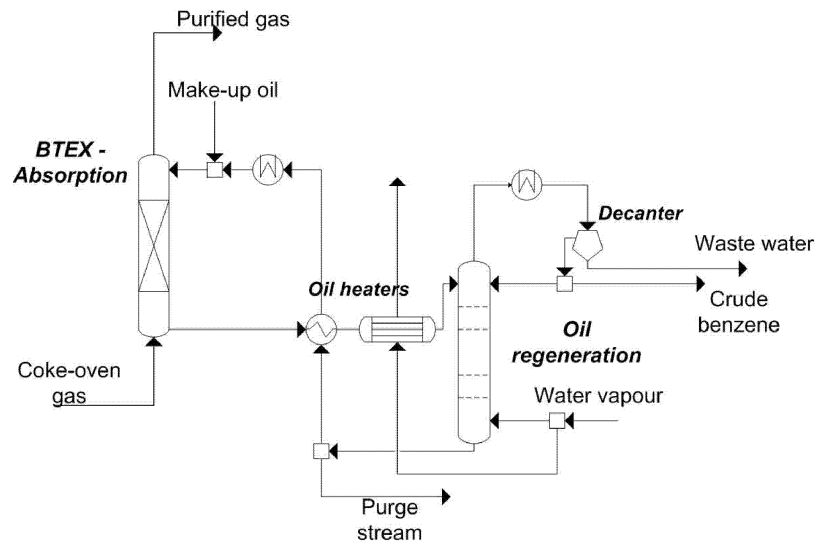 Purified gas
Make-up oil
BTEX -
Absorption
Decanter
Waste water
Oil heaters
Crude
benzene
Oil
regeneration
Coke-oven
gas
Water vapour
Purge
stream